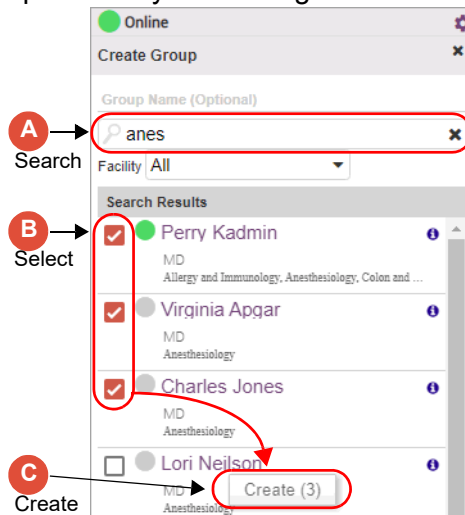 Online
Create Group
Group Name (Optional)
A
anes
Search
Facility All
Search Results
B
Select
Perry Kadmin
MD
Allergy and Immunology, Anesthesiology, Colon and ...
Virginia Apgar
MD
Anesthesiology
Charles Jones
MD
Anesthesiology
Lori Neilson
C
Create
MD
Create (3)
Anesthesiology